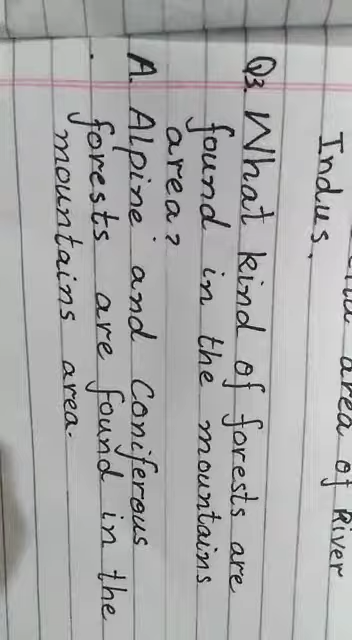 area of River
Indus.
Q3. What kind of forests are
found in the mountains
area?
A. Alpine and Coniferous
forests are found in the
mountains area.